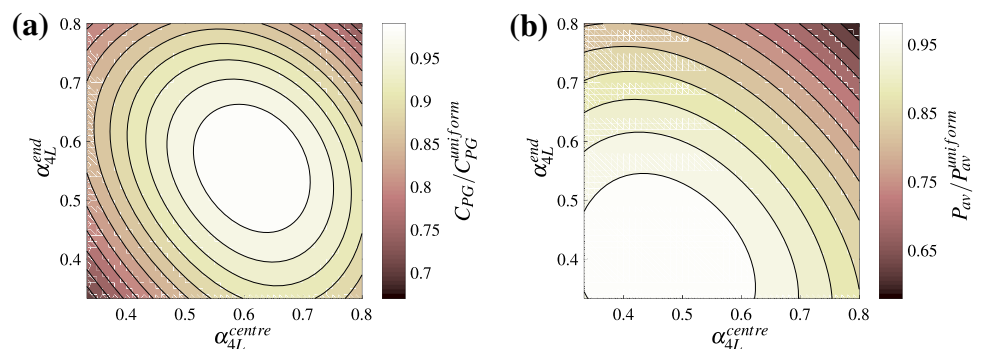 (a)
0.8
0.7
0.6
0.5
0.4
α_{4L}^{end}
0.4 0.5 0.6 0.7 0.8
α_{4L}^{centre}
0.95
0.9
0.85
0.8
0.75
0.7
C_{PG}/C_{PG}^{uniform}
(b)
0.8
0.7
0.6
0.5
0.4
α_{4L}^{end}
0.4 0.5 0.6 0.7 0.8
α_{4L}^{centre}
0.95
0.85
0.75
0.65
P_{av}/P_{av}^{uniform}